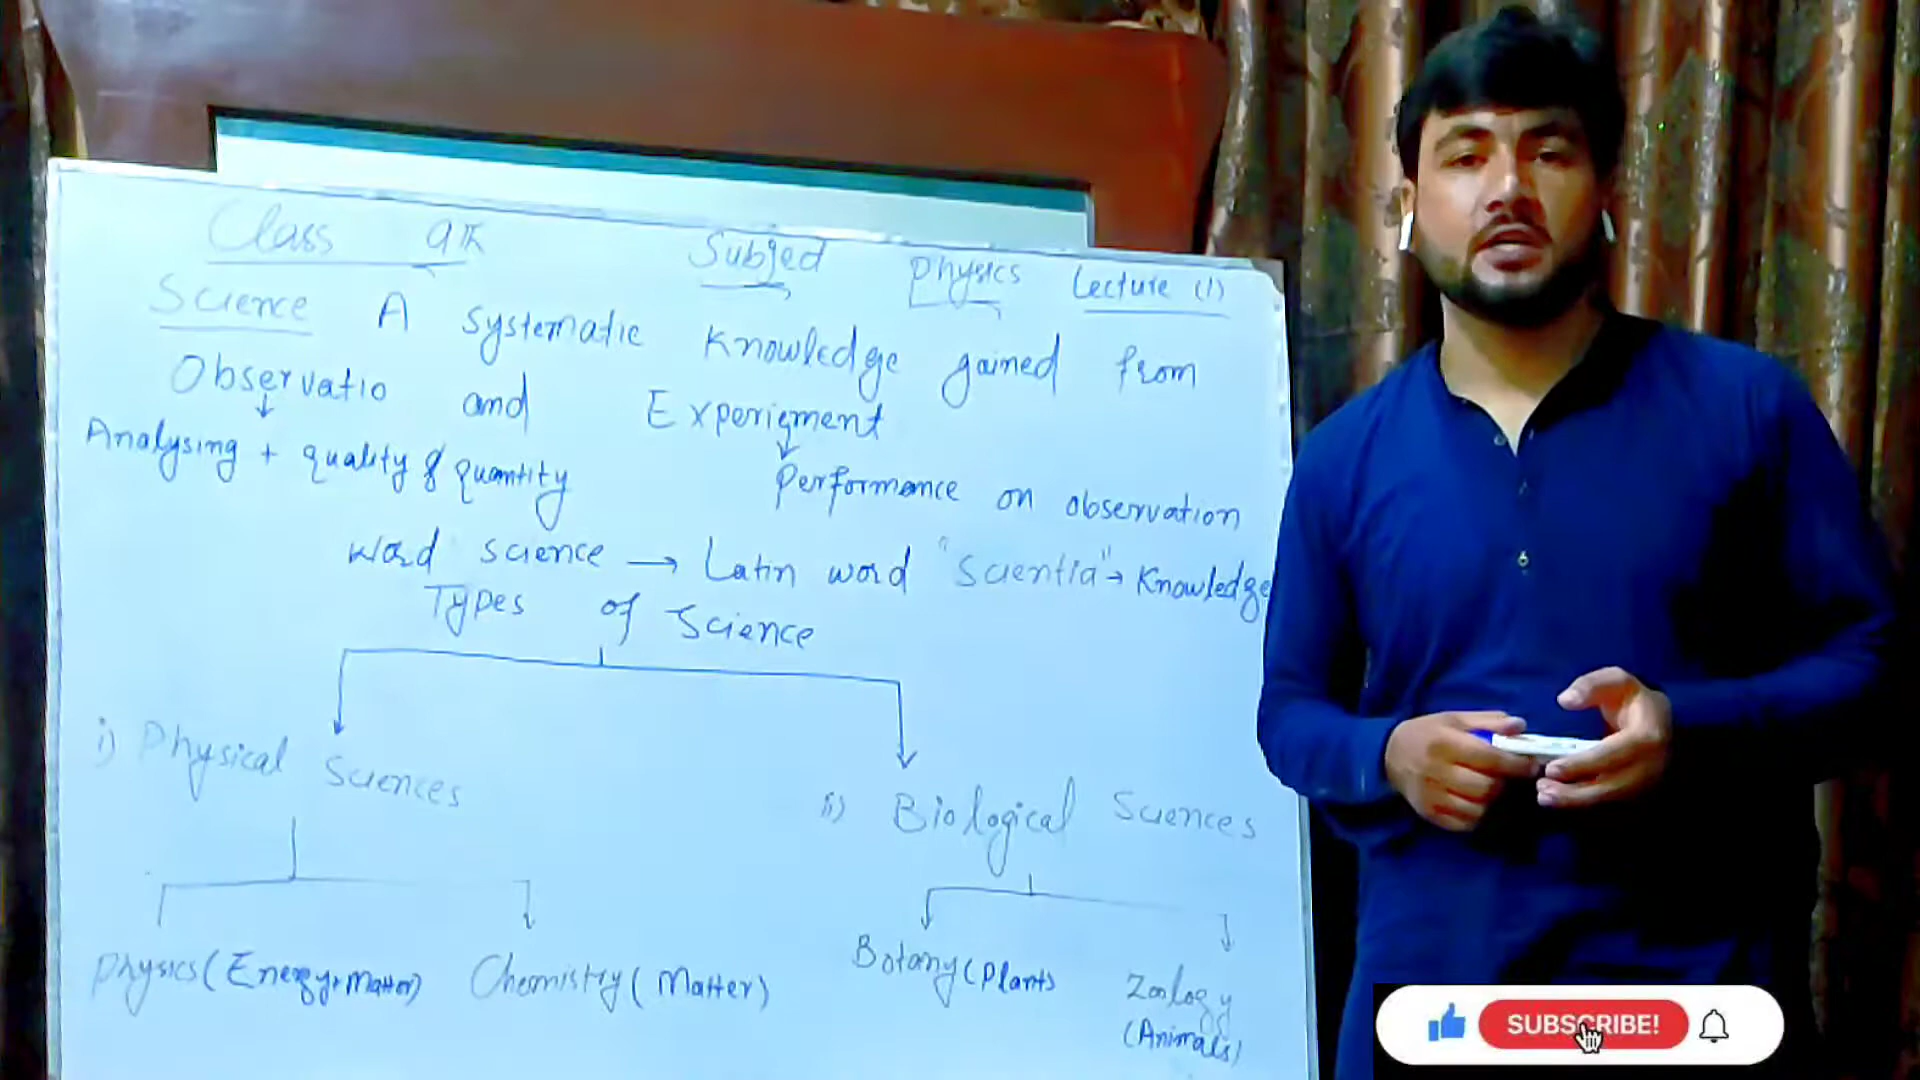 Class 9th Subject Physics Lecture (1)
Science A systematic Knowledge gained from
Observatio and Experiqment
Analysing + quality & quantity
Performance on observation
Word science → Latin word "Scientia" → Knowledge
Types of Science
i) Physical Sciences
ii) Biological Sciences
Physics (Energy+Matter) Chemistry (Matter)
Botany (Plants
Zoology
(Animals)
SUBSCRIBE!